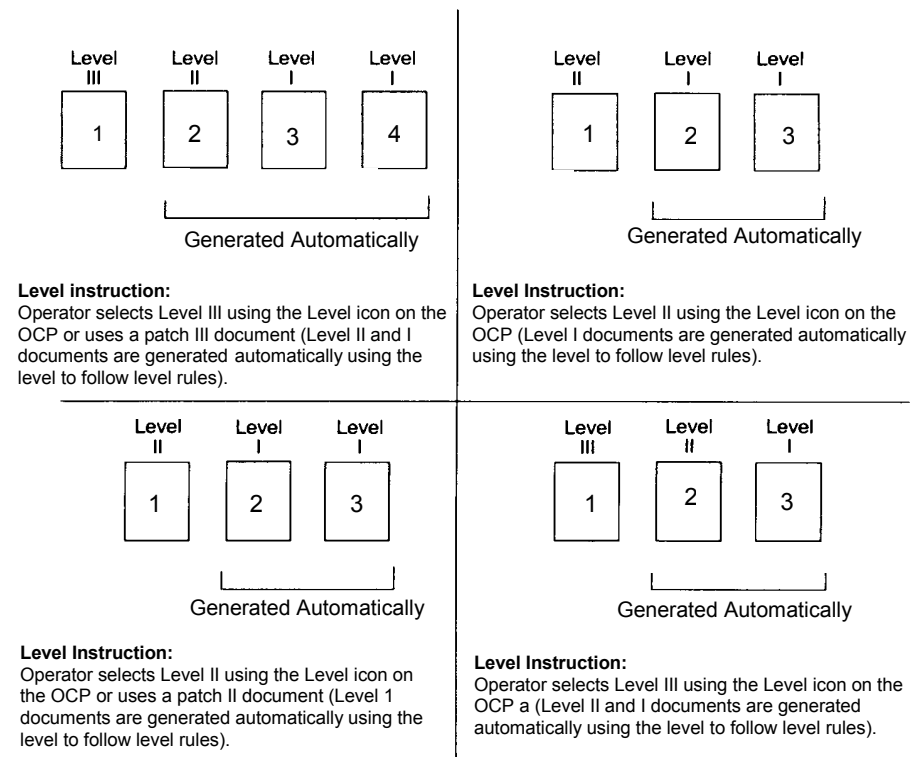 Level Level Level Level
III II I I
1 2 3 4
Generated Automatically
Level instruction:
Operator selects Level III using the Level icon on the
OCP or uses a patch III document (Level II and I
documents are generated automatically using the
level to follow level rules).
Level Level Level
II I I
1 2 3
Generated Automatically
Level Instruction:
Operator selects Level II using the Level icon on the
OCP (Level I documents are generated automatically
using the level to follow level rules).
Level Level Level
II I I
1 2 3
Generated Automatically
Level Instruction:
Operator selects Level II using the Level icon on
the OCP or uses a patch II document (Level 1
documents are generated automatically using the
level to follow level rules).
Level Level Level
III II I
1 2 3
Generated Automatically
Level Instruction:
Operator selects Level III using the Level icon on the
OCP a (Level II and I documents are generated
automatically using the level to follow level rules).